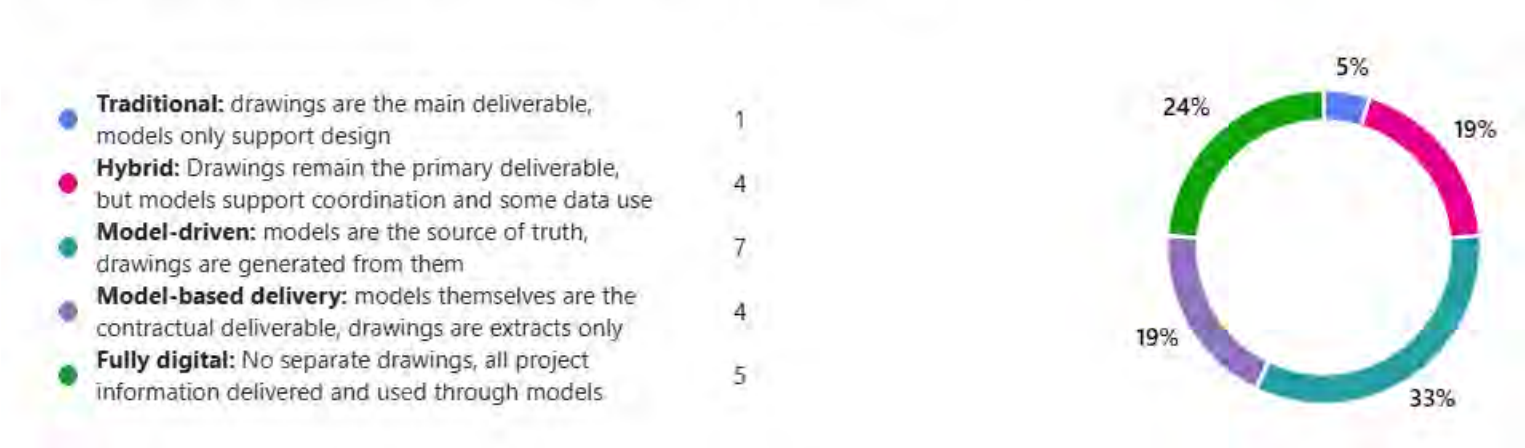 Traditional: drawings are the main deliverable,
models only support design
1
Hybrid: Drawings remain the primary deliverable,
but models support coordination and some data use
4
Model-driven: models are the source of truth,
drawings are generated from them
7
Model-based delivery: models themselves are the
contractual deliverable, drawings are extracts only
4
Fully digital: No separate drawings, all project
information delivered and used through models
5
5%
24%
19%
19%
33%